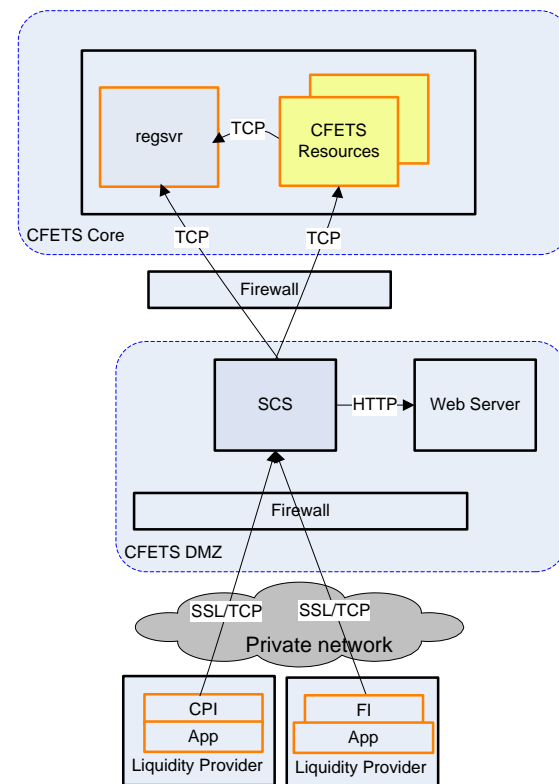 regsvr
TCP
CFETS
Resources
CFETS Core
TCP
TCP
Firewall
SCS
HTTP
Web Server
Firewall
CFETS DMZ
SSL/TCP
SSL/TCP
Private network
CPI
App
Liquidity Provider
FI
App
Liquidity Provider